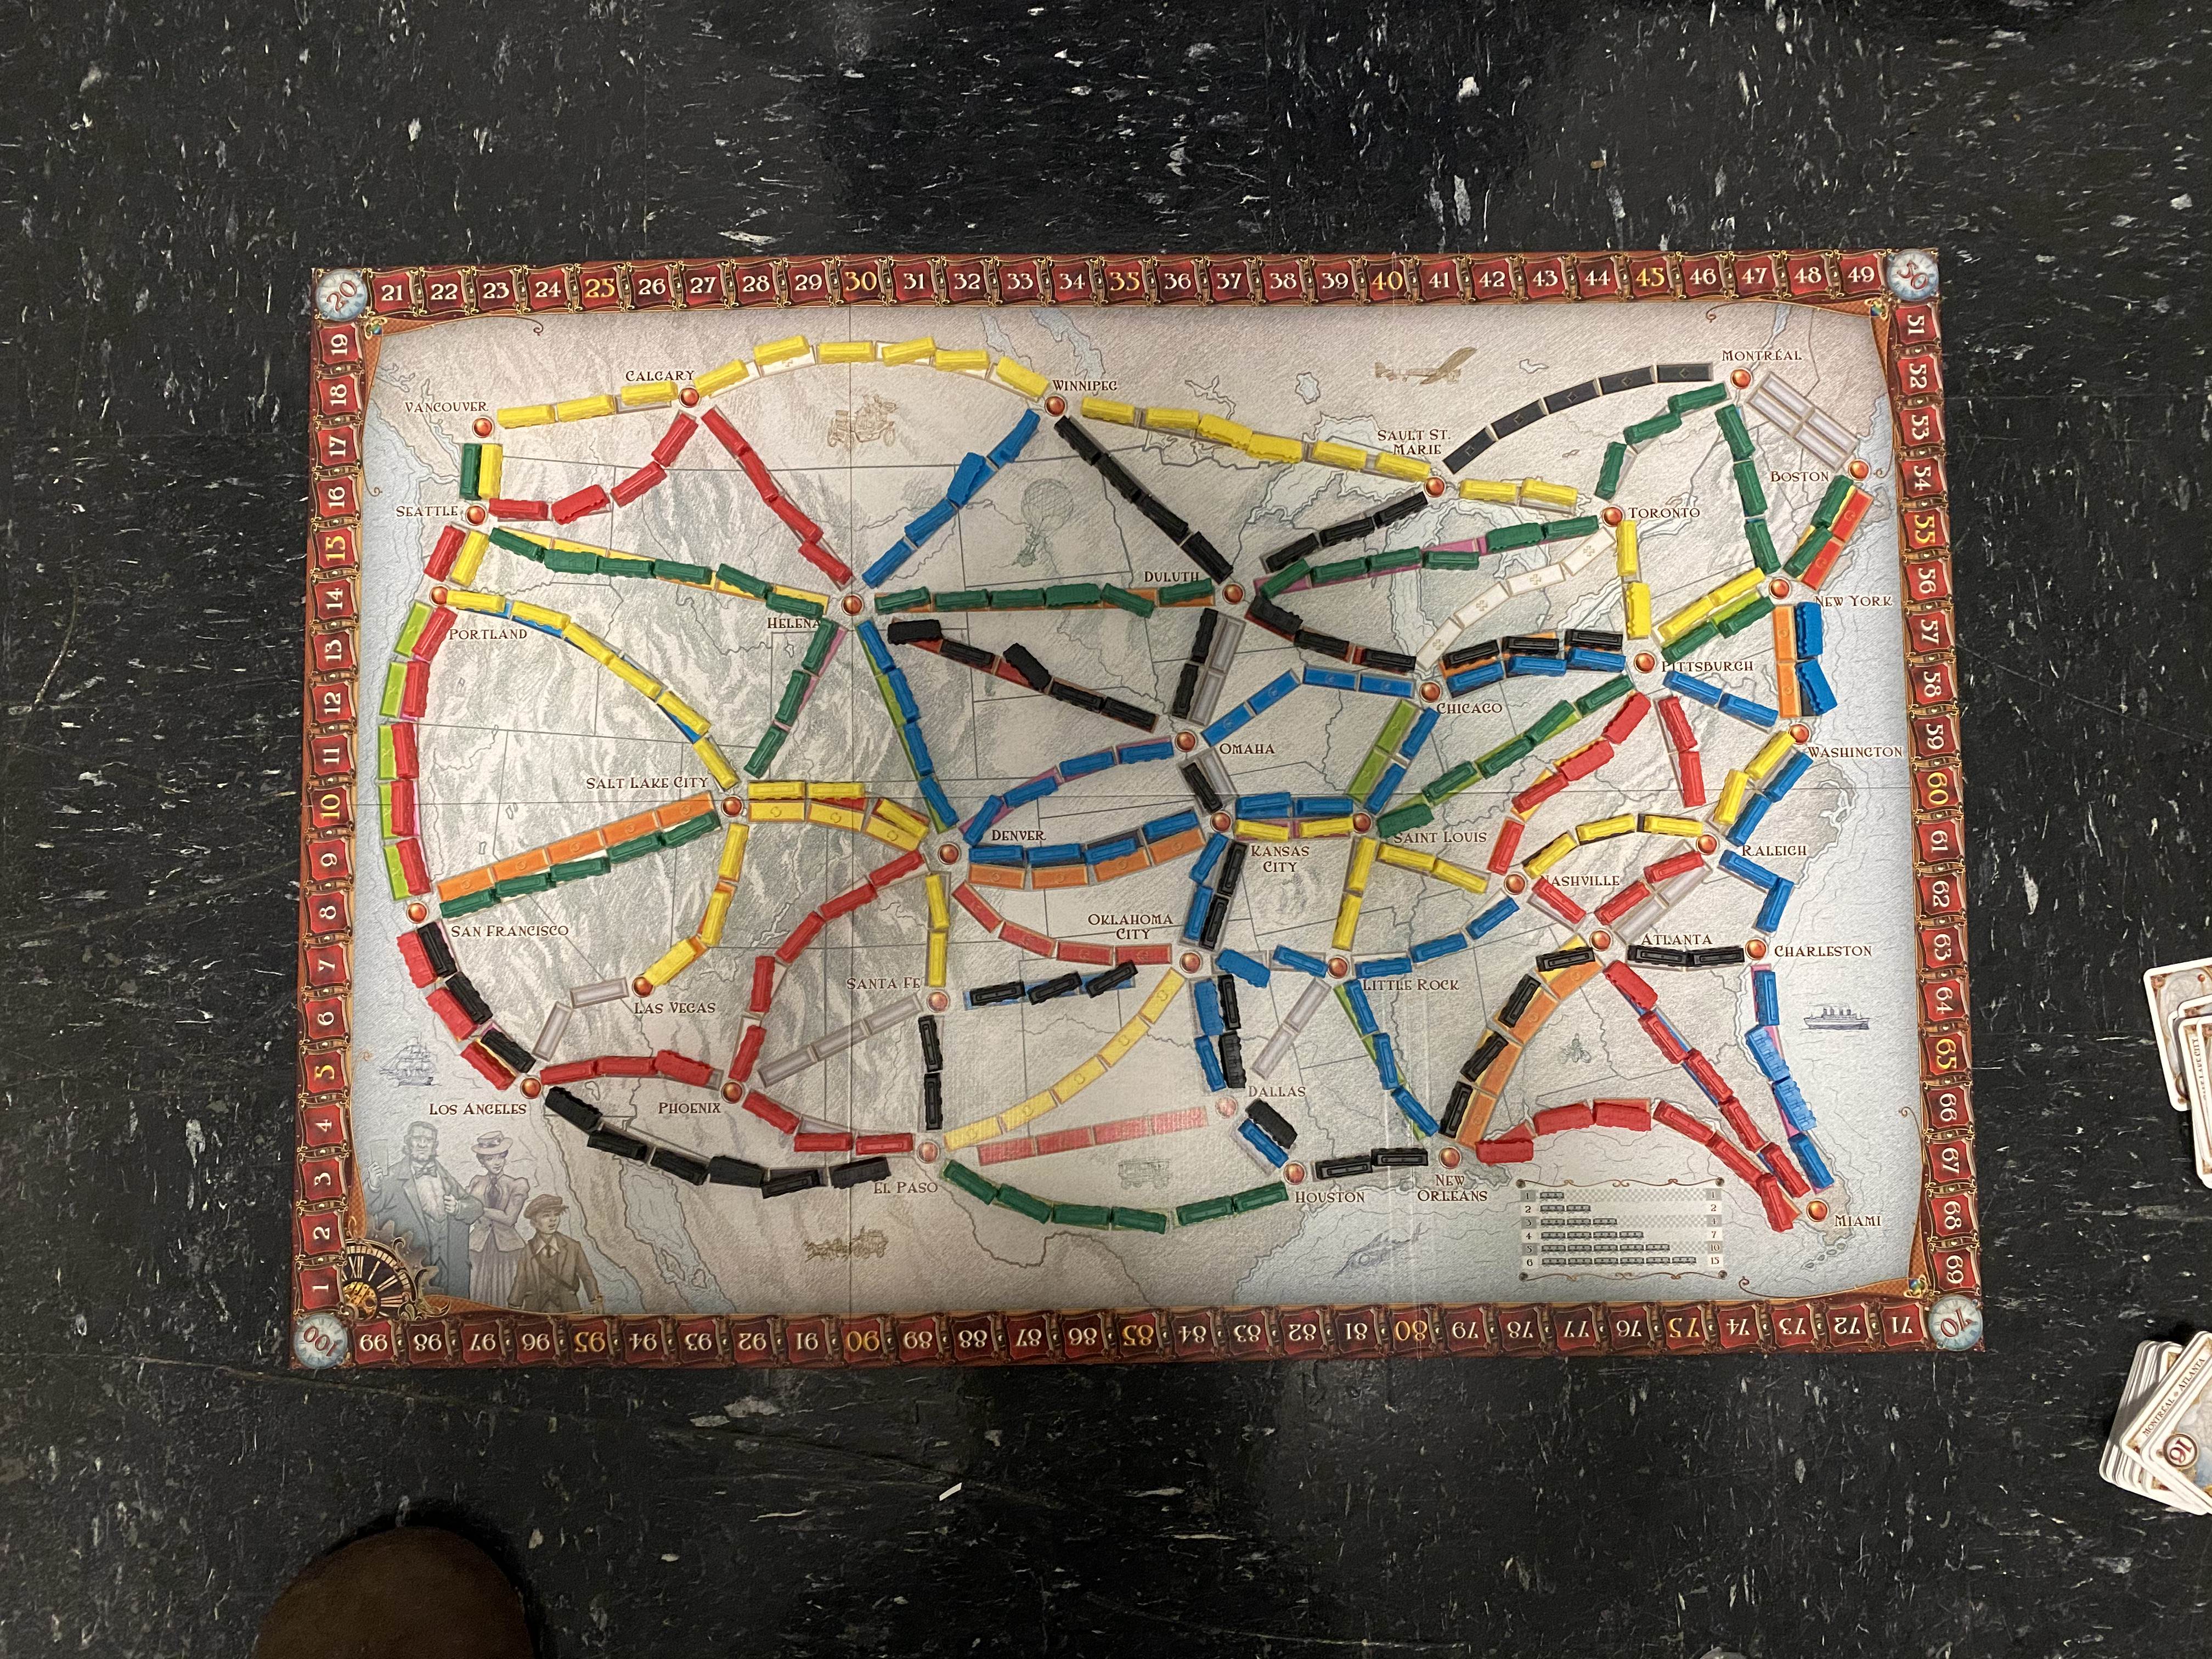 20 21 22 23 24 25 26 27 28 29 30 31 32 33 34 35 36 37 38 39 40 41 42 43 44 45 46 47 48 49 50
19
18
17
16
15
14
13
12
11
10
9
8
7
6
5
4
3
2
1
51
52
53
54
55
56
57
58
59
60
61
62
63
64
65
66
67
68
69
100 99 98 97 96 95 94 93 92 91 90 89 88 87 86 85 84 83 82 81 80 79 78 77 76 75 74 73 72 71 70
MONTRÉAL
CALGARY
WINNIPEG
VANCOUVER
SAULT ST.
MARIE
BOSTON
SEATTLE
TORONTO
DULUTH
NEW YORK
HELENA
PORTLAND
PITTSBURGH
CHICAGO
OMAHA
WASHINGTON
SALT LAKE CITY
DENVER
SAINT LOUIS
KANSAS
CITY
RALEIGH
NASHVILLE
OKLAHOMA
CITY
SAN FRANCISCO
ATLANTA
CHARLESTON
SANTA FE
LITTLE ROCK
LAS VEGAS
DALLAS
LOS ANGELES
PHOENIX
EL PASO
HOUSTON
NEW
ORLEANS
MIAMI
1 1
2 2
3 4
4 7
5 10
6 15
MONTRÉAL - ATLANTA